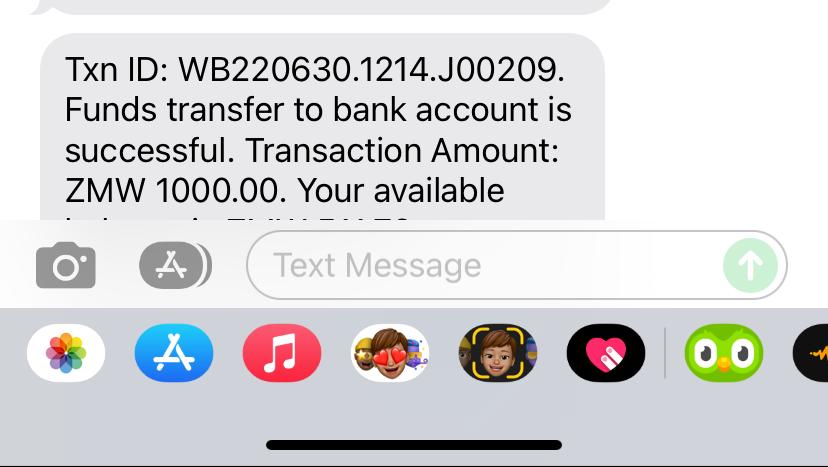 Txn ID: WB220630.1214.J00209.
Funds transfer to bank account is
successful. Transaction Amount:
ZMW 1000.00. Your available
Text Message